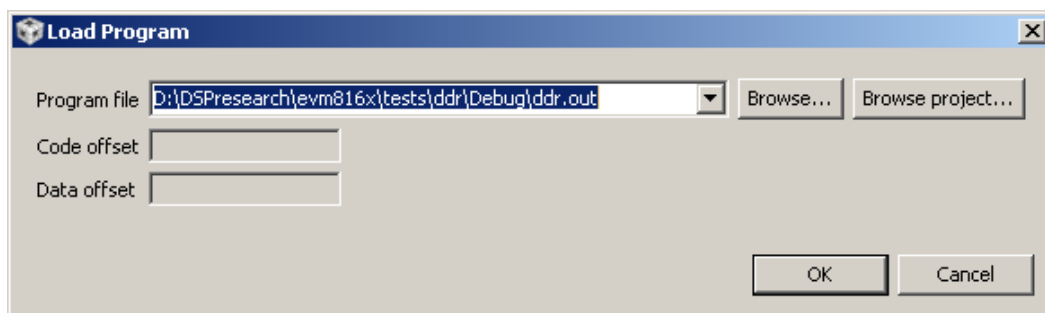 Load Program
Program file D:\DSPresearch\evm816x\tests\ddr\Debug\ddr.out Browse... Browse project...
Code offset
Data offset
OK Cancel